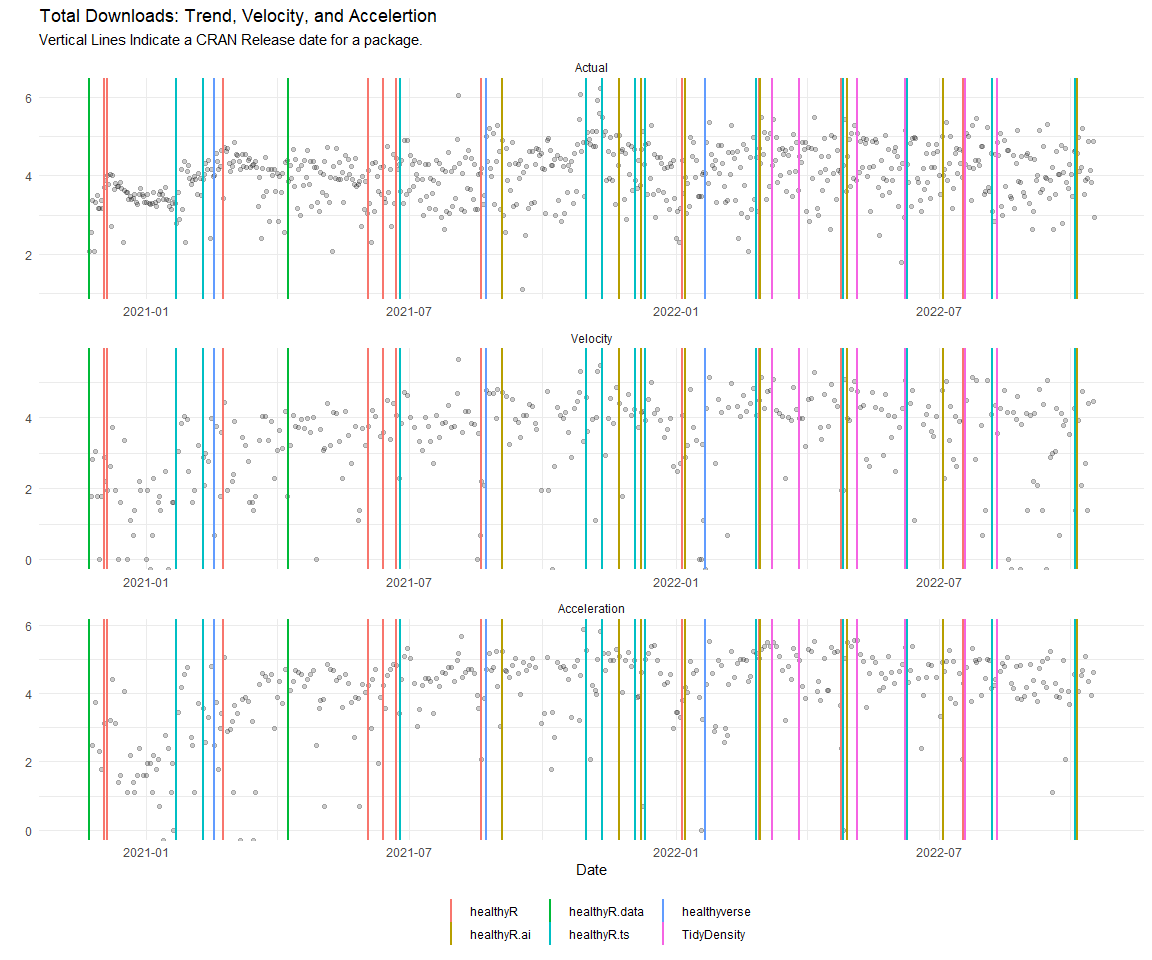 Total Downloads: Trend, Velocity, and Accelertion
Vertical Lines Indicate a CRAN Release date for a package.
Actual
6
4
2
2021-01 2021-07 2022-01 2022-07
Velocity
4
2
0
2021-01 2021-07 2022-01 2022-07
Acceleration
6
4
2
0
2021-01 2021-07 2022-01 2022-07
Date
healthyR healthyR.data healthyverse
healthyR.ai healthyR.ts TidyDensity